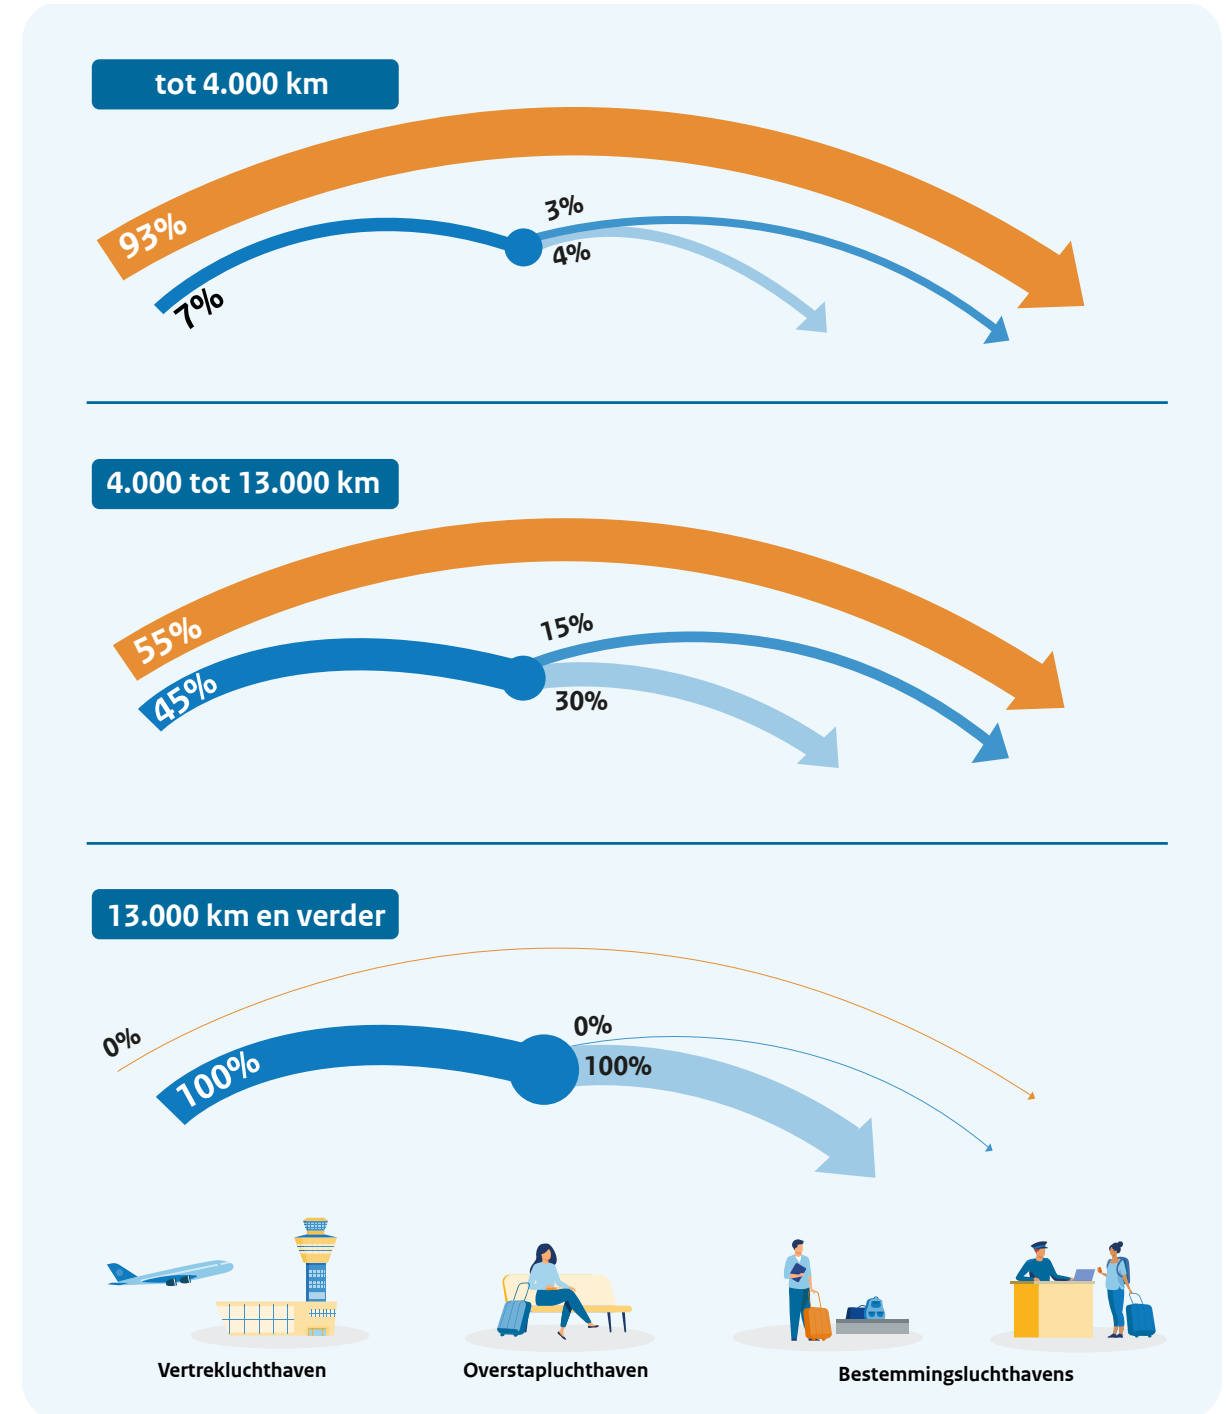 tot 4.000 km
93%
7%
3%
4%
4.000 tot 13.000 km
55%
45%
15%
30%
13.000 km en verder
0%
100%
0%
100%
Vertrekluchthaven
Overstapluchthaven
Bestemmingsluchthavens